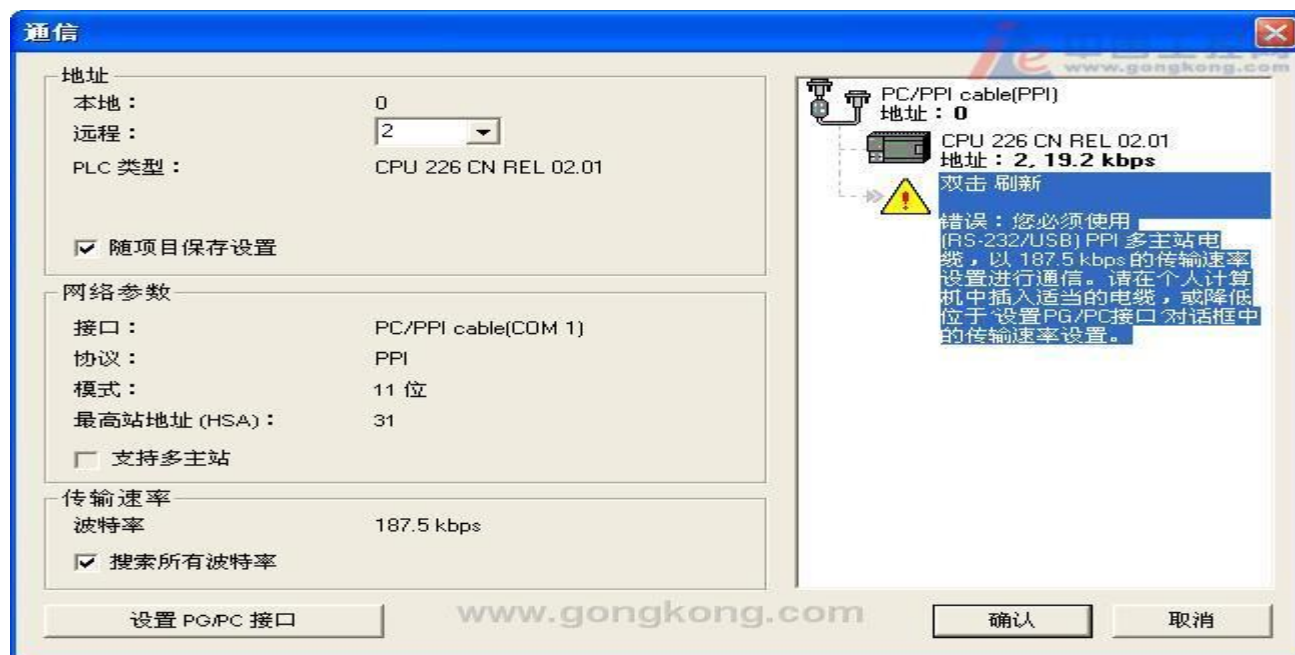 通信
中国工控网
www.gongkong.com
地址
本地： 0
远程： 2
PLC 类型： CPU 226 CN REL 02.01
随项目保存设置
网络参数
接口： PC/PPI cable(COM 1)
协议： PPI
模式： 11 位
最高站地址 (HSA)： 31
支持多主站
传输速率
波特率 187.5 kbps
搜索所有波特率
PC/PPI cable(PPI)
地址：0
CPU 226 CN REL 02.01
地址：2, 19.2 kbps
双击 刷新
错误：您必须使用
(RS-232/USB) PPI 多主站电
缆，以 187.5 kbps 的传输速率
设置进行通信。请在个人计算
机中插入适当的电缆，或降低
位于“设置PG/PC接口”对话框中
的传输速率设置。
设置 PG/PC 接口
www.gongkong.com
确认
取消